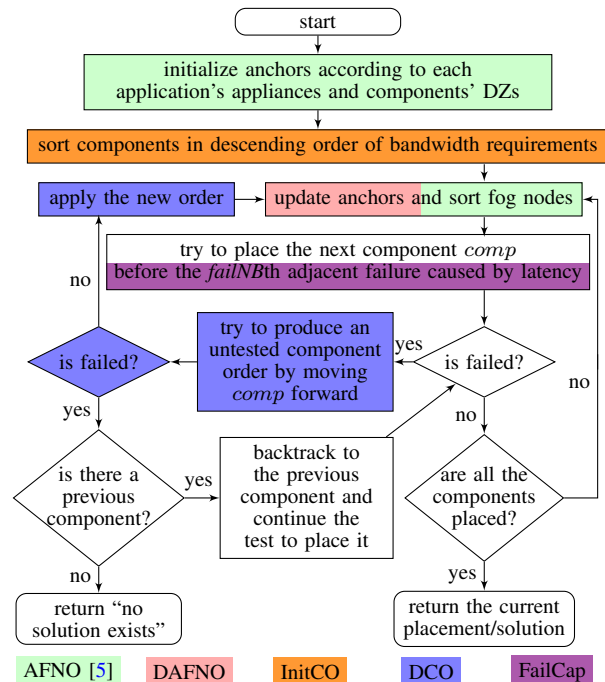 start
initialize anchors according to each
application's appliances and components' DZs
sort components in descending order of bandwidth requirements
apply the new order
update anchors and sort fog nodes
try to place the next component comp
before the failNBth adjacent failure caused by latency
no
is failed?
try to produce an
untested component
order by moving
comp forward
yes
is failed?
no
yes
no
is there a
previous
component?
yes
backtrack to
the previous
component and
continue the
test to place it
are all the
components
placed?
no
yes
return “no
solution exists”
return the current
placement/solution
AFNO [5]
DAFNO
InitCO
DCO
FailCap